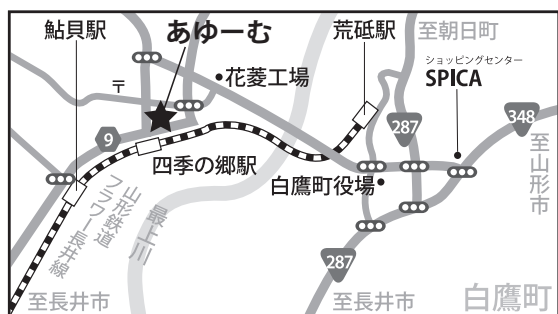 鮎貝駅
あゆーむ
荒砥駅
至朝日町
ショッピングセンター
SPICA
〒
花菱工場
9
287
348
四季の郷駅
白鷹町役場
至山形市
山形鉄道
フラワー長井線
最上川
287
至長井市
至長井市
白鷹町